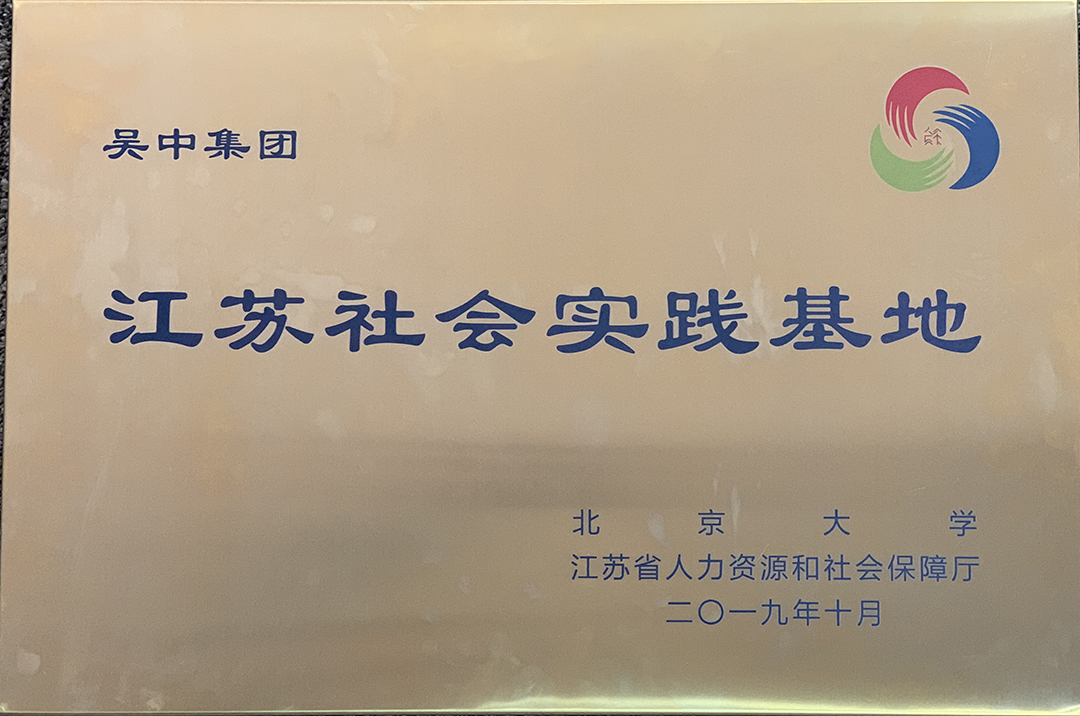 吴中集团
江苏社会实践基地
北京大学
江苏省人力资源和社会保障厅
二〇一九年十月